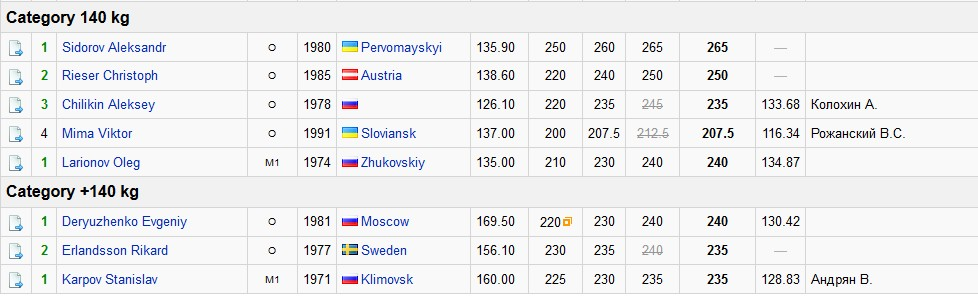 Category 140 kg
1 Sidorov Aleksandr O 1980 Pervomayskyi 135.90 250 260 265 265 —
2 Rieser Christoph O 1985 Austria 138.60 220 240 250 250 —
3 Chilikin Aleksey O 1978 126.10 220 235 245 235 133.68 Колохин А.
4 Mima Viktor O 1991 Sloviansk 137.00 200 207.5 212.5 207.5 116.34 Рожанский В.С.
1 Larionov Oleg M1 1974 Zhukovskiy 135.00 210 230 240 240 134.87
Category +140 kg
1 Deryuzhenko Evgeniy O 1981 Moscow 169.50 220 230 240 240 130.42
2 Erlandsson Rikard O 1977 Sweden 156.10 230 235 240 235 —
1 Karpov Stanislav M1 1971 Klimovsk 160.00 225 230 235 235 128.83 Андрян В.